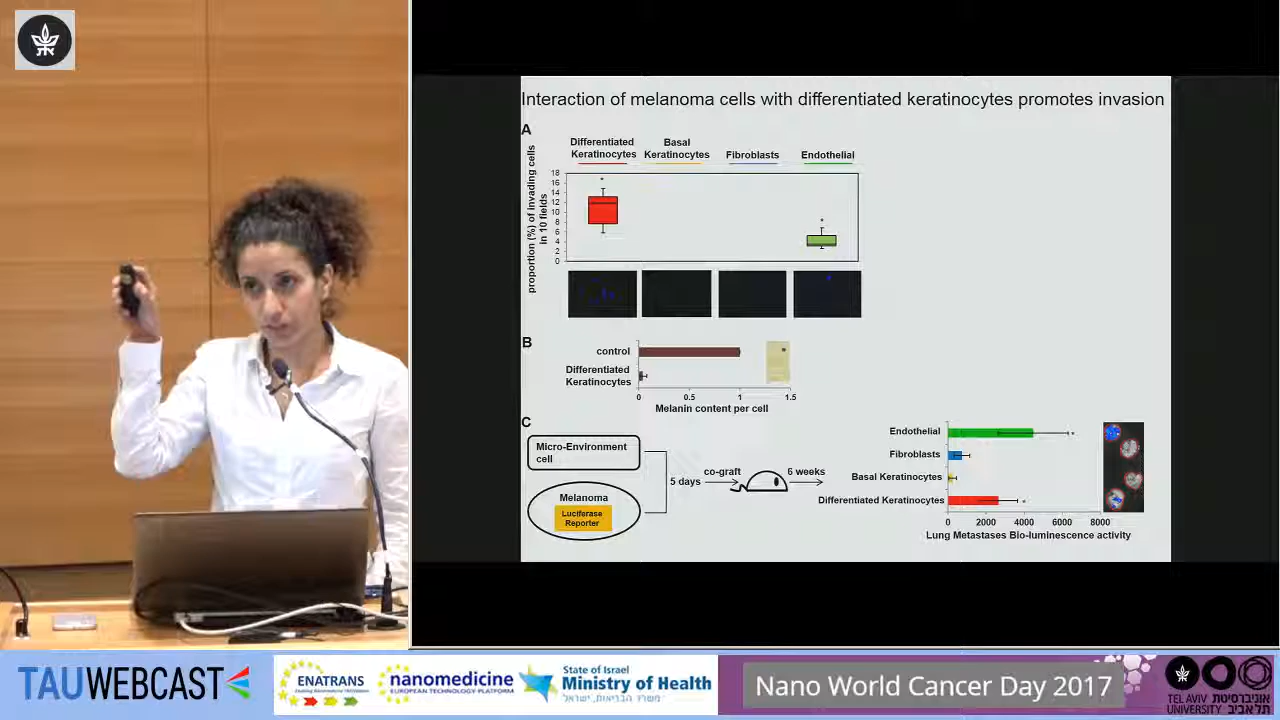 Interaction of melanoma cells with differentiated keratinocytes promotes invasion
A
Differentiated
Keratinocytes
Basal
Keratinocytes
Fibroblasts
Endothelial
proportion (%) of invading cells
in 10 fields
18
16
14
12
10
8
6
4
2
0
*
*
B
control
Differentiated
Keratinocytes
*
0
0.5
1
1.5
Melanin content per cell
C
Micro-Environment
cell
Melanoma
Luciferase
Reporter
5 days
co-graft
6 weeks
Endothelial
Fibroblasts
Basal Keratinocytes
Differentiated Keratinocytes
*
*
0
2000
4000
6000
8000
Lung Metastases Bio-luminescence activity
TAUWEBCAST
ENATRANS
nanomedicine
EUROPEAN TECHNOLOGY PLATFORM
State of Israel
Ministry of Health
משרד הבריאות, ישראל
Nano World Cancer Day 2017
TEL AVIV
UNIVERSITY
אוניברסיטת
תל אביב